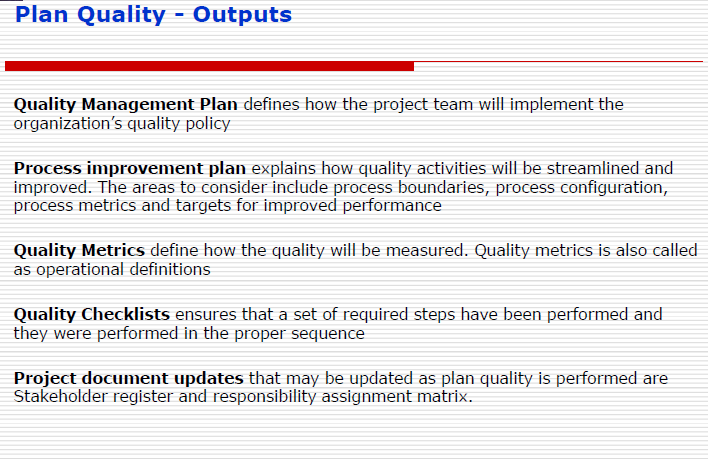 Plan Quality - Outputs
Quality Management Plan defines how the project team will implement the
organization’s quality policy
Process improvement plan explains how quality activities will be streamlined and
improved. The areas to consider include process boundaries, process configuration,
process metrics and targets for improved performance
Quality Metrics define how the quality will be measured. Quality metrics is also called
as operational definitions
Quality Checklists ensures that a set of required steps have been performed and
they were performed in the proper sequence
Project document updates that may be updated as plan quality is performed are
Stakeholder register and responsibility assignment matrix.